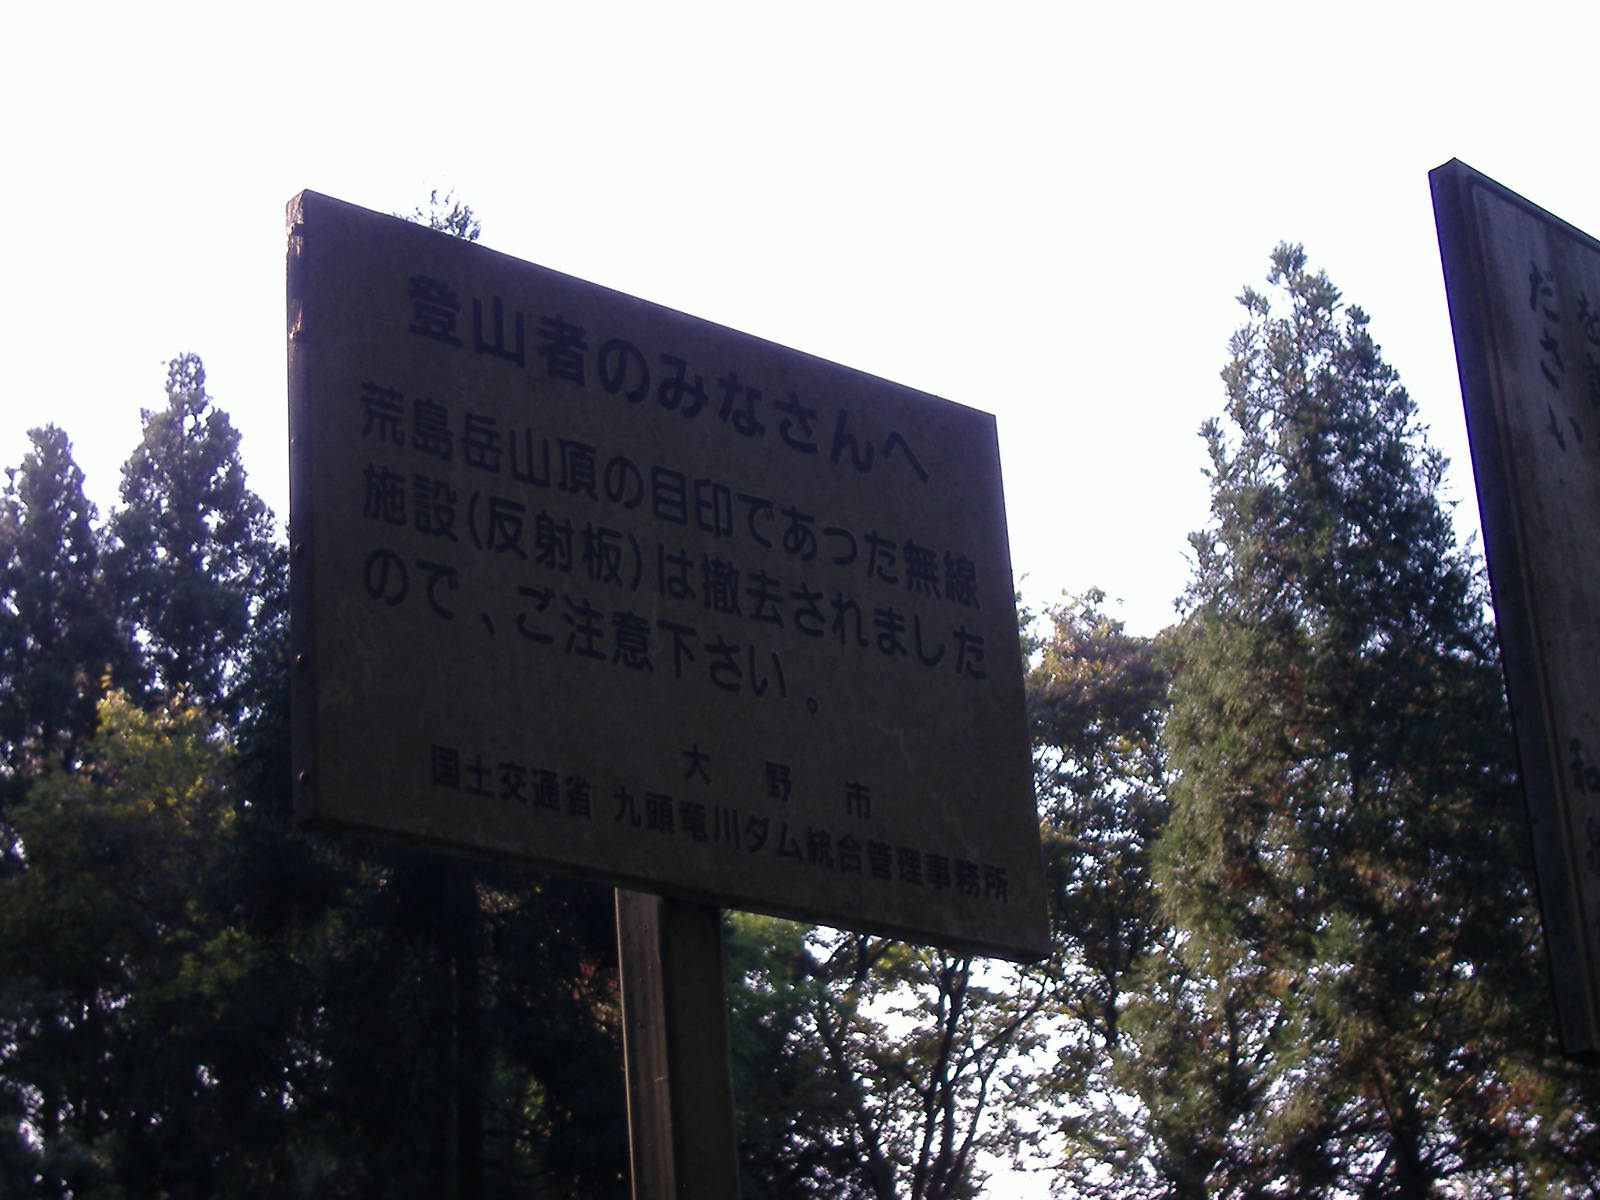 登山者のみなさんへ
荒島岳山頂の目印であった無線
施設(反射板)は撤去されました
ので、ご注意下さい。
大野市
国土交通省 九頭竜川ダム統合管理事務所
ださい